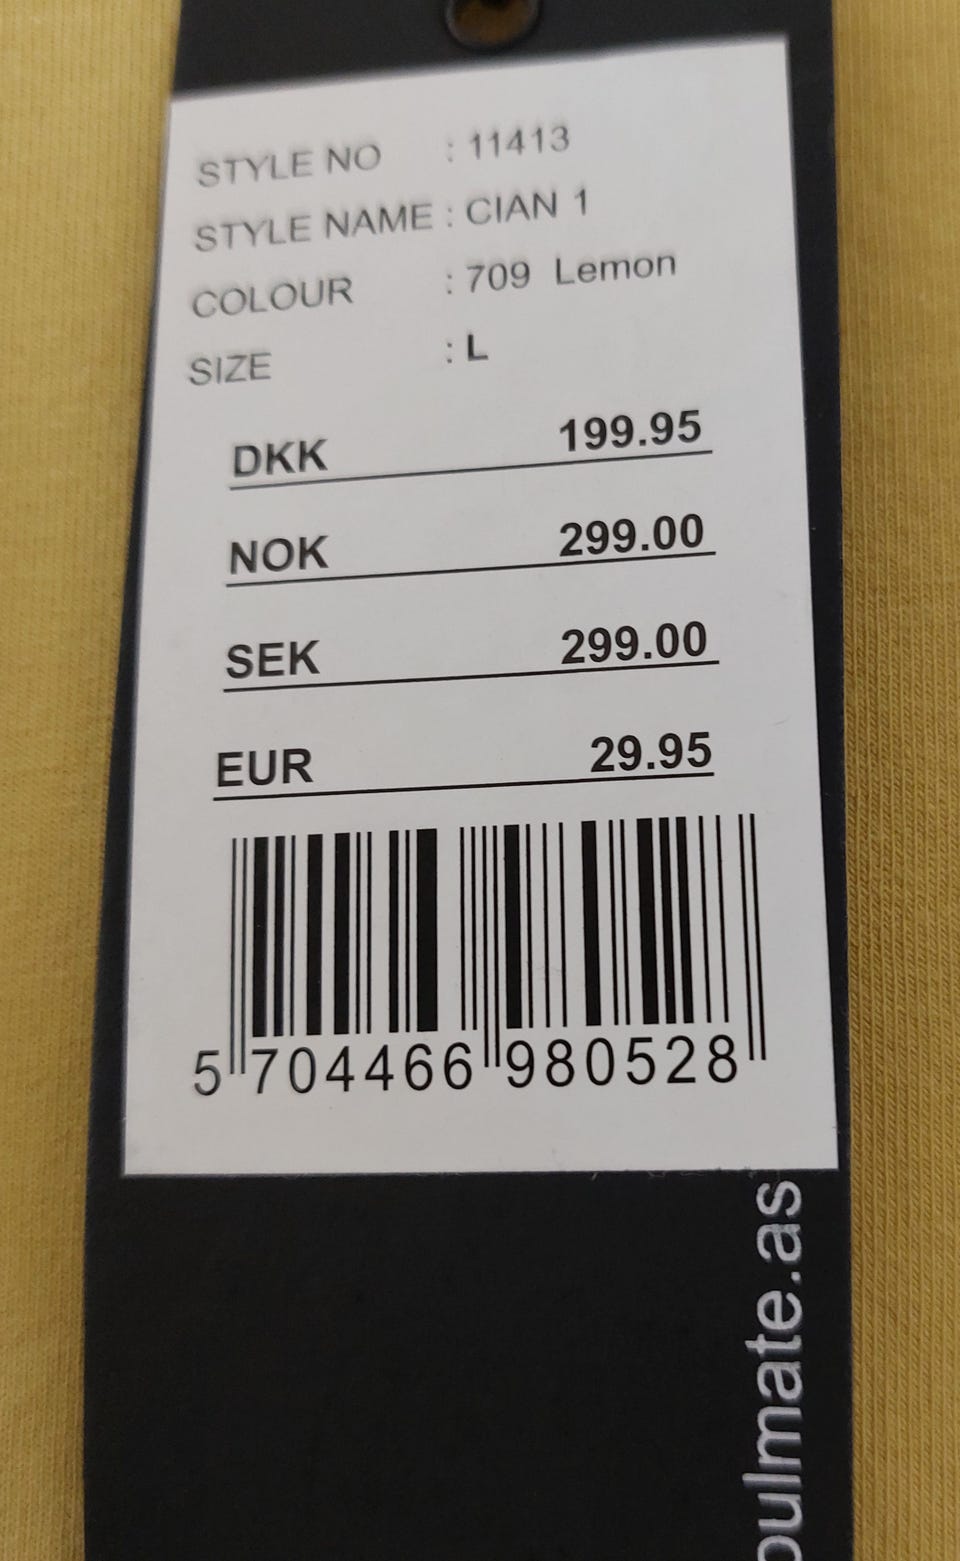 STYLE NO : 11413
STYLE NAME : CIAN 1
COLOUR : 709 Lemon
SIZE : L
DKK 199.95
NOK 299.00
SEK 299.00
EUR 29.95
5 704466 980528
oulmate.as